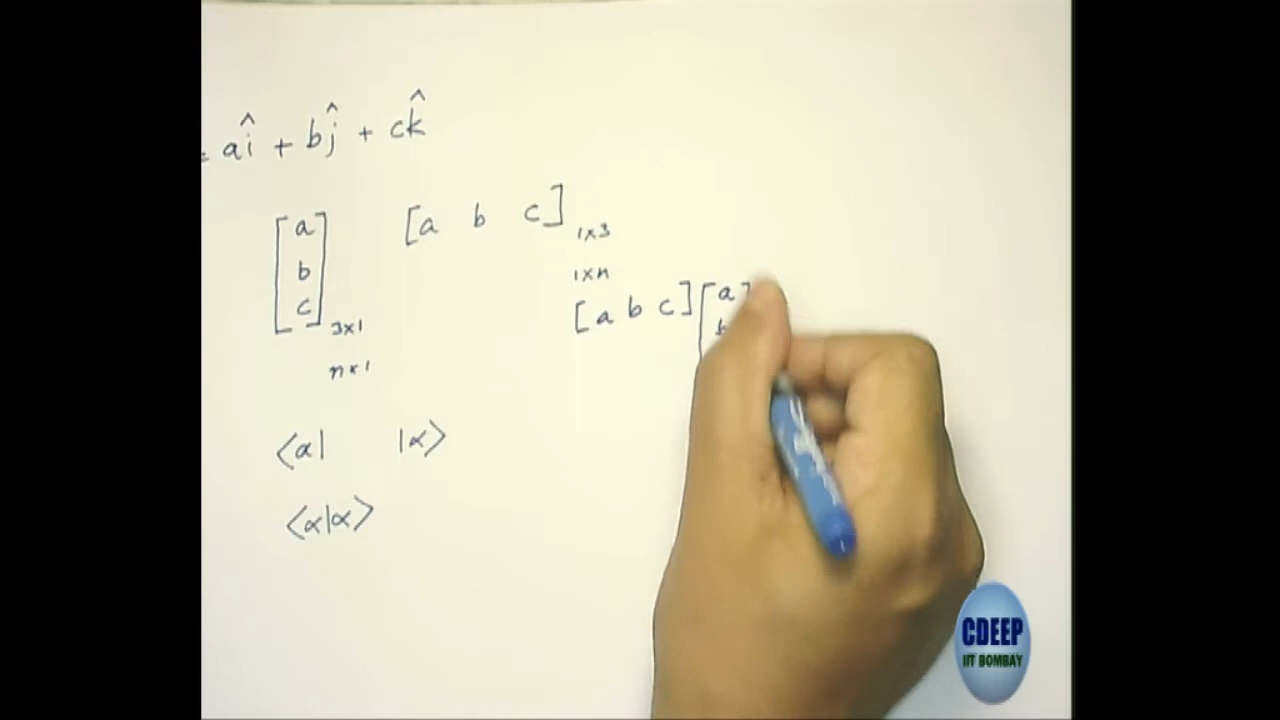 = aî + bĵ + ck̂
[a b c]
1×3
[a
b
c]
3×1
n×1
1×n
[a b c] [a]
b
⟨α| |α⟩
⟨α|α⟩
CDEEP
IIT BOMBAY